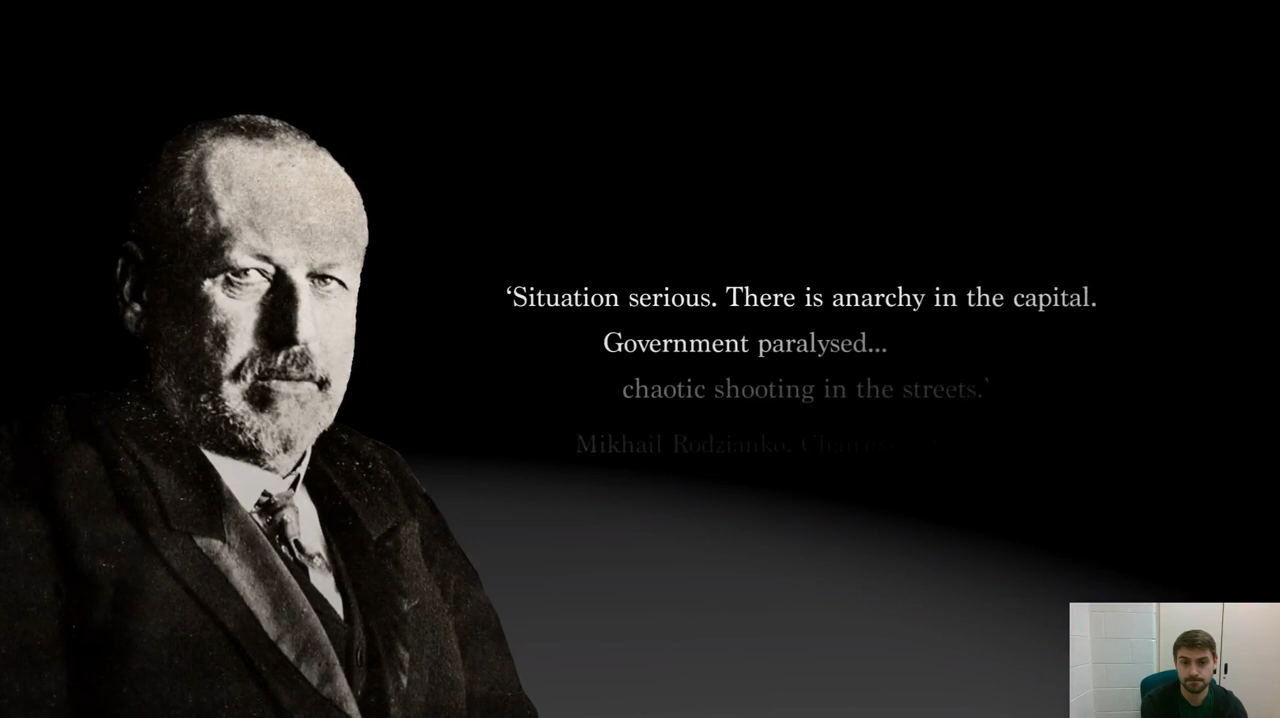 ‘Situation serious. There is anarchy in the capital.
Government paralysed...
chaotic shooting in the streets.’
Mikhail Rodzianko,